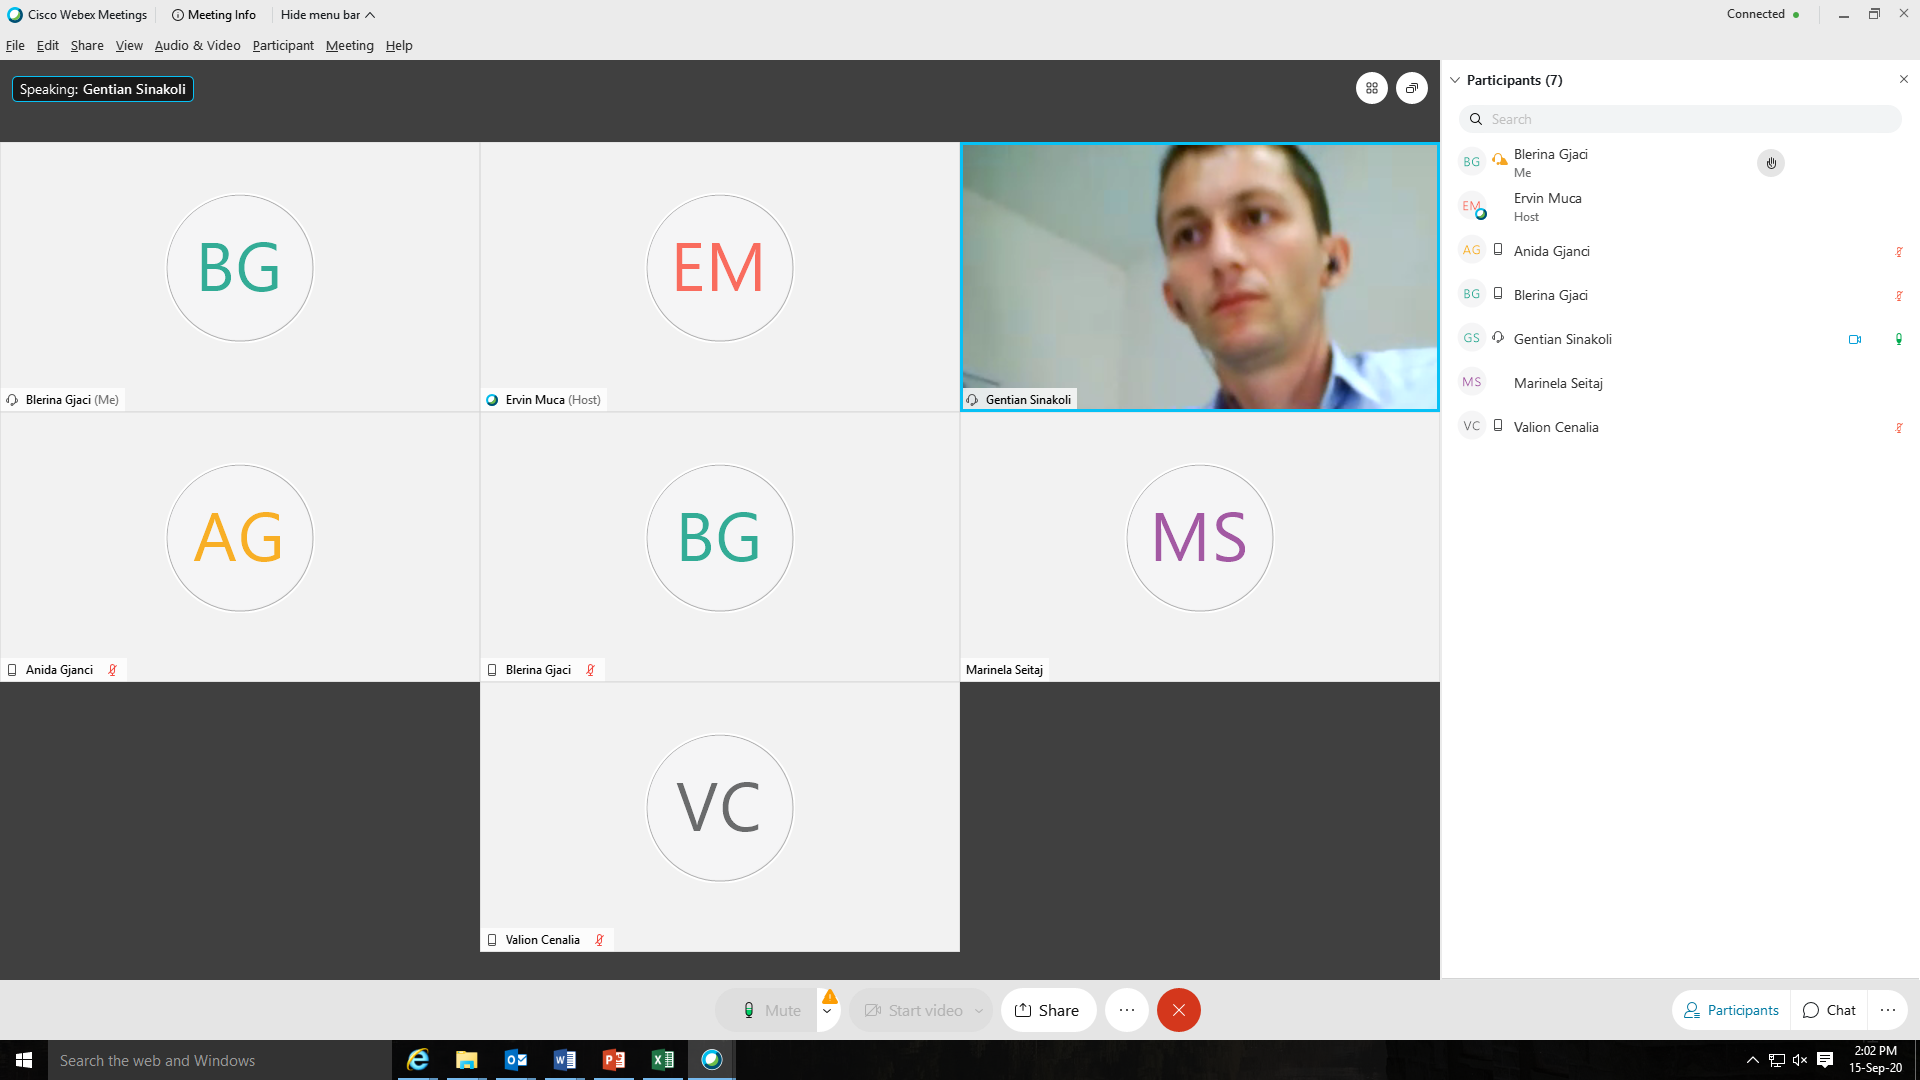 Cisco Webex Meetings
Meeting Info
Hide menu bar
Connected
File Edit Share View Audio & Video Participant Meeting Help
Speaking: Gentian Sinakoli
BG
Blerina Gjaci (Me)
EM
Ervin Muca (Host)
Gentian Sinakoli
AG
Anida Gjanci
BG
Blerina Gjaci
MS
Marinela Seitaj
VC
Valion Cenalia
Participants (7)
Search
BG Blerina Gjaci
Me
EM Ervin Muca
Host
AG Anida Gjanci
BG Blerina Gjaci
GS Gentian Sinakoli
MS Marinela Seitaj
VC Valion Cenalia
Mute
Start video
Share
Participants
Chat
Search the web and Windows
2:02 PM
15-Sep-20